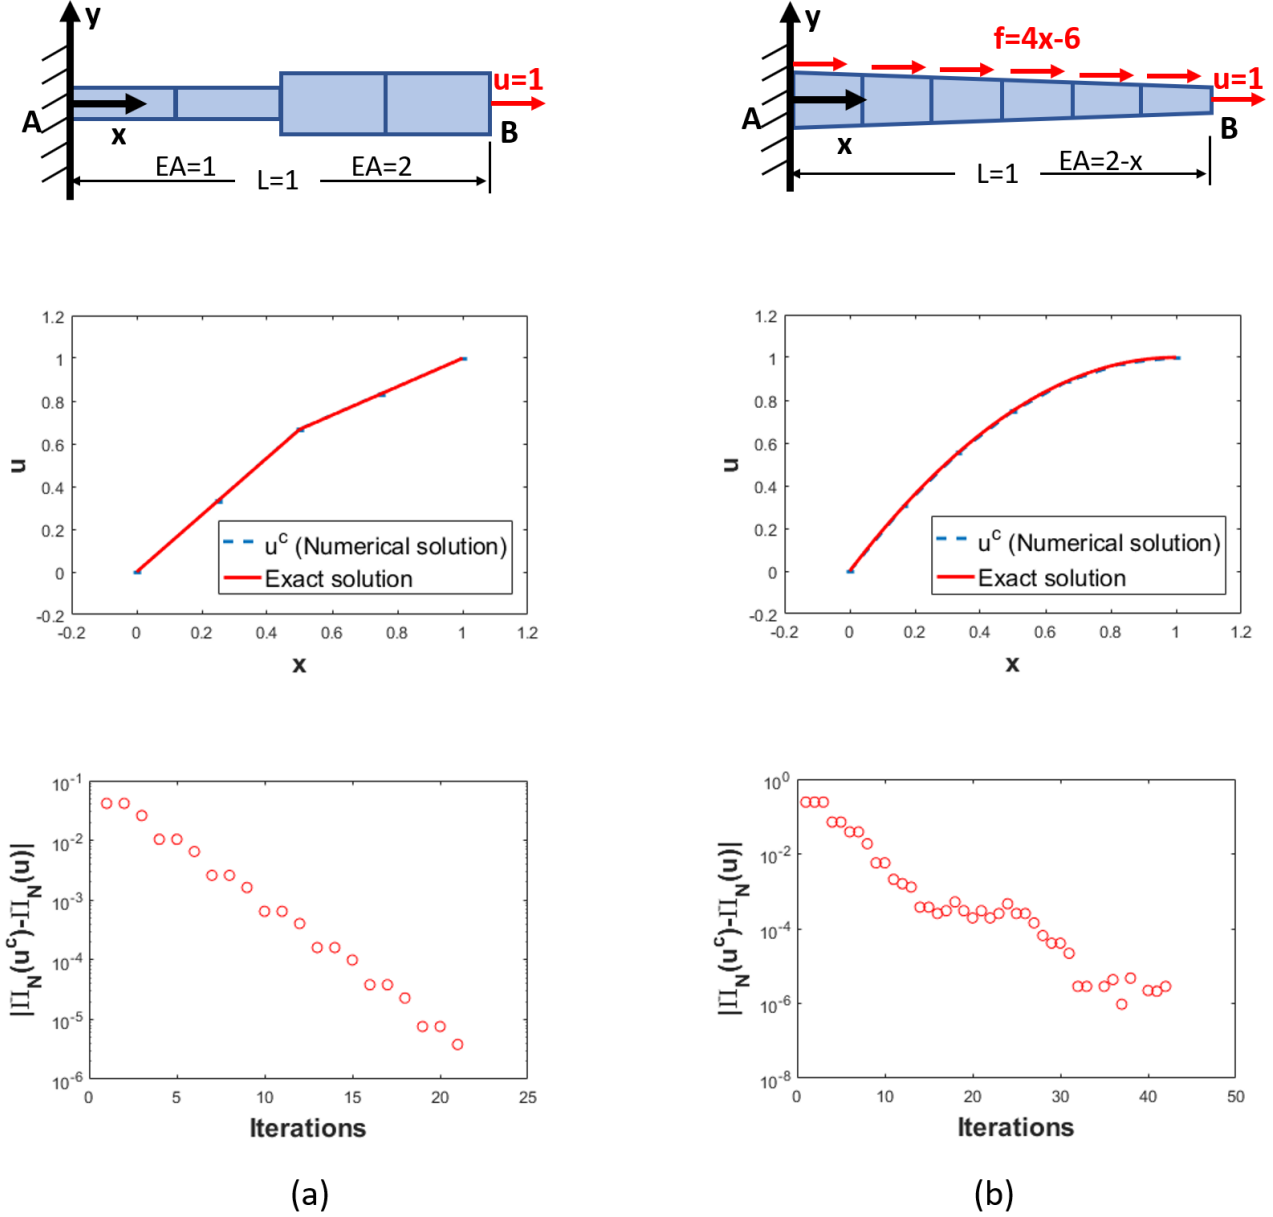 y
u=1
A
x
B
EA=1
L=1
EA=2
y
f=4x-6
u=1
A
x
B
L=1
EA=2-x
1.2
1
0.8
0.6
0.4
0.2
0
-0.2
u
-0.2 0 0.2 0.4 0.6 0.8 1 1.2
x
u^c (Numerical solution)
Exact solution
1.2
1
0.8
0.6
0.4
0.2
0
-0.2
u
-0.2 0 0.2 0.4 0.6 0.8 1 1.2
x
u^c (Numerical solution)
Exact solution
10^-1
10^-2
10^-3
10^-4
10^-5
10^-6
|Π_N(u^c)-Π_N(u)|
0 5 10 15 20 25
Iterations
10^0
10^-2
10^-4
10^-6
10^-8
|Π_N(u^c)-Π_N(u)|
0 10 20 30 40 50
Iterations
(a)
(b)